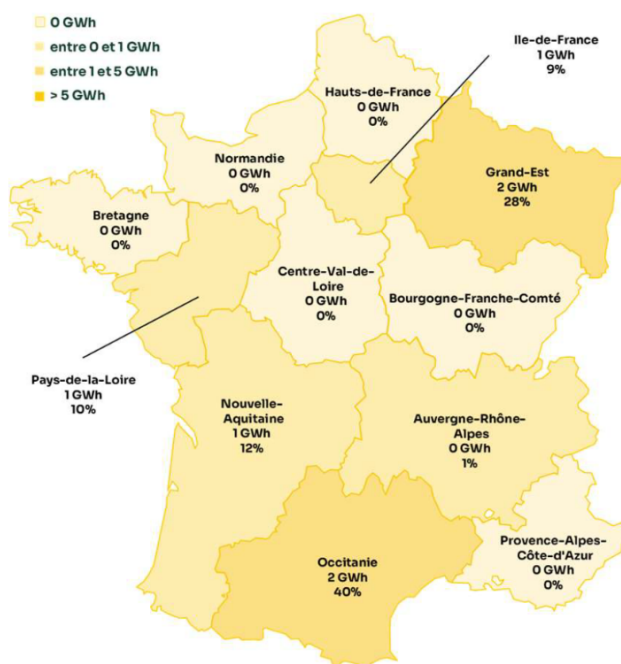 0 GWh
entre 0 et 1 GWh
entre 1 et 5 GWh
> 5 GWh
Ile-de-France
1 GWh
9%
Hauts-de-France
0 GWh
0%
Normandie
0 GWh
0%
Grand-Est
2 GWh
28%
Bretagne
0 GWh
0%
Centre-Val-de-
Loire
0 GWh
0%
Bourgogne-Franche-Comté
0 GWh
0%
Pays-de-la-Loire
1 GWh
10%
Nouvelle-
Aquitaine
1 GWh
12%
Auvergne-Rhône-
Alpes
0 GWh
1%
Provence-Alpes-
Côte-d'Azur
0 GWh
0%
Occitanie
2 GWh
40%